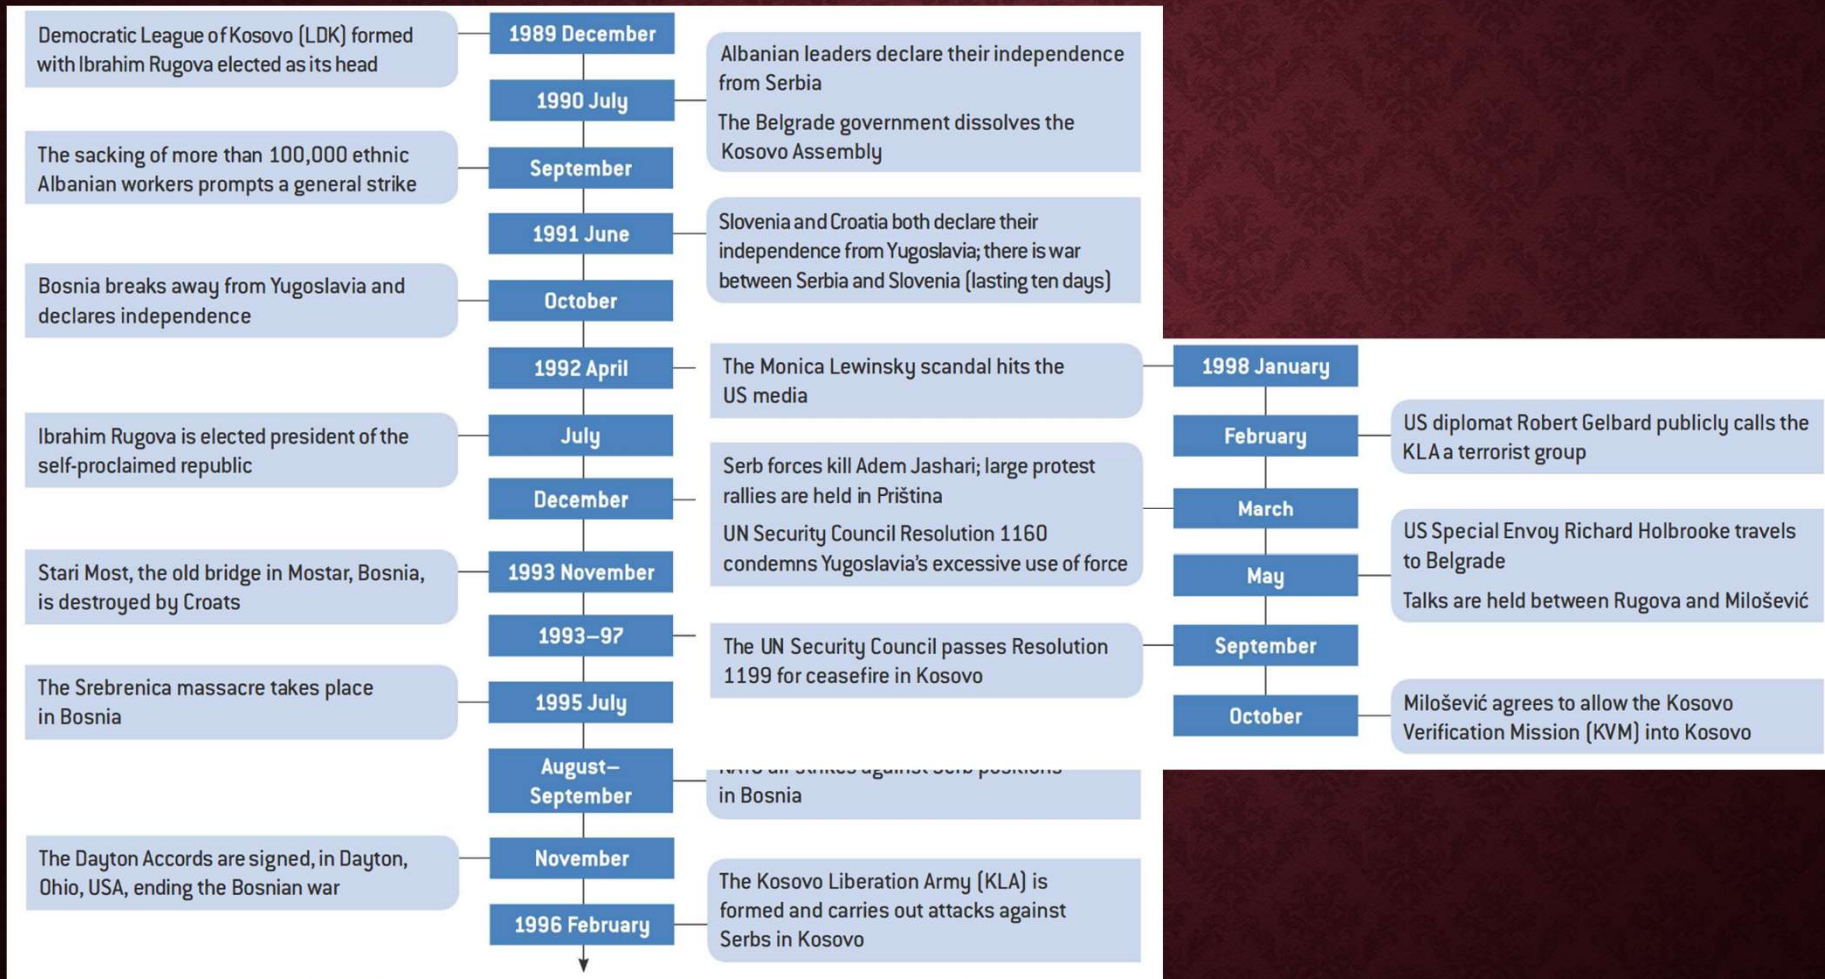 1989 December
Democratic League of Kosovo (LDK) formed
with Ibrahim Rugova elected as its head
1990 July
Albanian leaders declare their independence
from Serbia
The Belgrade government dissolves the
Kosovo Assembly
September
The sacking of more than 100,000 ethnic
Albanian workers prompts a general strike
1991 June
Slovenia and Croatia both declare their
independence from Yugoslavia; there is war
between Serbia and Slovenia (lasting ten days)
October
Bosnia breaks away from Yugoslavia and
declares independence
1992 April
July
Ibrahim Rugova is elected president of the
self-proclaimed republic
December
1993 November
Stari Most, the old bridge in Mostar, Bosnia,
is destroyed by Croats
1993–97
1995 July
The Srebrenica massacre takes place
in Bosnia
August–
September
air strikes against Serb positions
in Bosnia
November
The Dayton Accords are signed, in Dayton,
Ohio, USA, ending the Bosnian war
1996 February
The Kosovo Liberation Army (KLA) is
formed and carries out attacks against
Serbs in Kosovo
1998 January
The Monica Lewinsky scandal hits the
US media
February
US diplomat Robert Gelbard publicly calls the
KLA a terrorist group
March
Serb forces kill Adem Jashari; large protest
rallies are held in Priština
UN Security Council Resolution 1160
condemns Yugoslavia's excessive use of force
May
US Special Envoy Richard Holbrooke travels
to Belgrade
Talks are held between Rugova and Milošević
September
The UN Security Council passes Resolution
1199 for ceasefire in Kosovo
October
Milošević agrees to allow the Kosovo
Verification Mission (KVM) into Kosovo